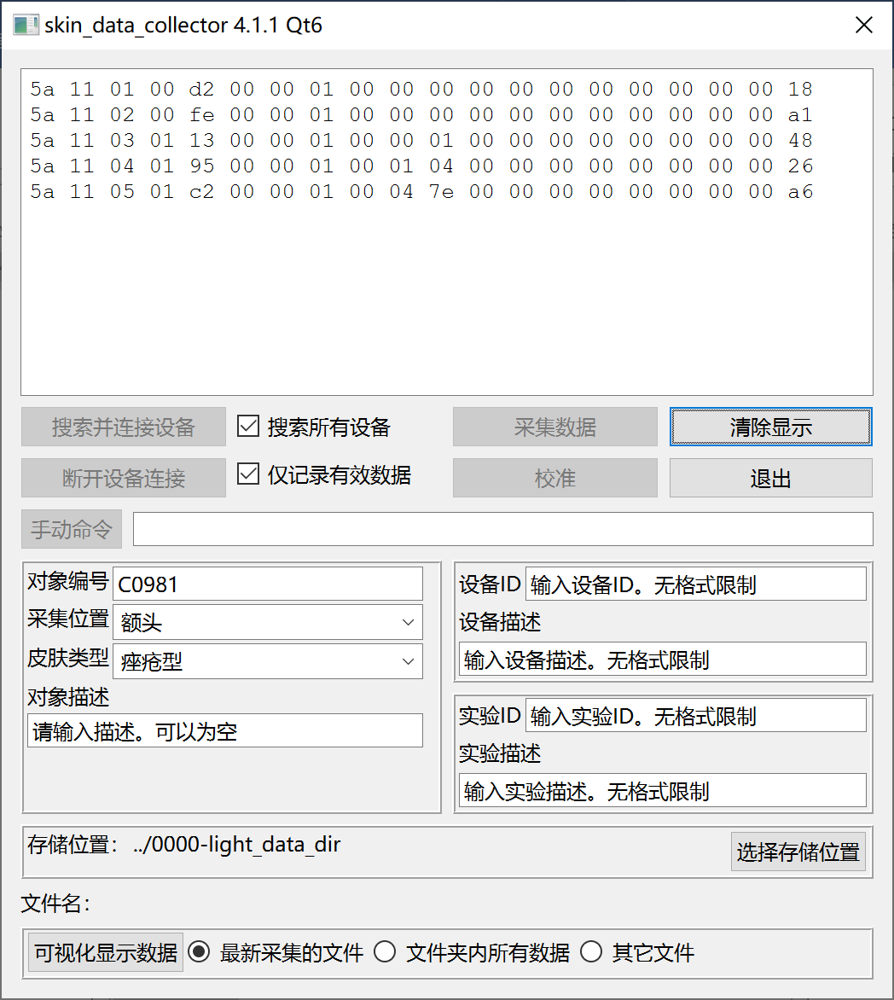 skin_data_collector 4.1.1 Qt6
5a 11 01 00 d2 00 00 01 00 00 00 00 00 00 00 00 00 00 00 18
5a 11 02 00 fe 00 00 01 00 00 00 00 00 00 00 00 00 00 00 a1
5a 11 03 01 13 00 00 01 00 00 01 00 00 00 00 00 00 00 00 48
5a 11 04 01 95 00 00 01 00 01 04 00 00 00 00 00 00 00 00 26
5a 11 05 01 c2 00 00 01 00 04 7e 00 00 00 00 00 00 00 00 a6
搜索并连接设备 搜索所有设备 采集数据 清除显示
断开设备连接 仅记录有效数据 校准 退出
手动命令
对象编号 C0981
采集位置 额头
皮肤类型 痤疮型
对象描述
请输入描述。可以为空
设备ID 输入设备ID。无格式限制
设备描述
输入设备描述。无格式限制
实验ID 输入实验ID。无格式限制
实验描述
输入实验描述。无格式限制
存储位置： ../0000-light_data_dir 选择存储位置
文件名：
可视化显示数据 最新采集的文件 文件夹内所有数据 其它文件